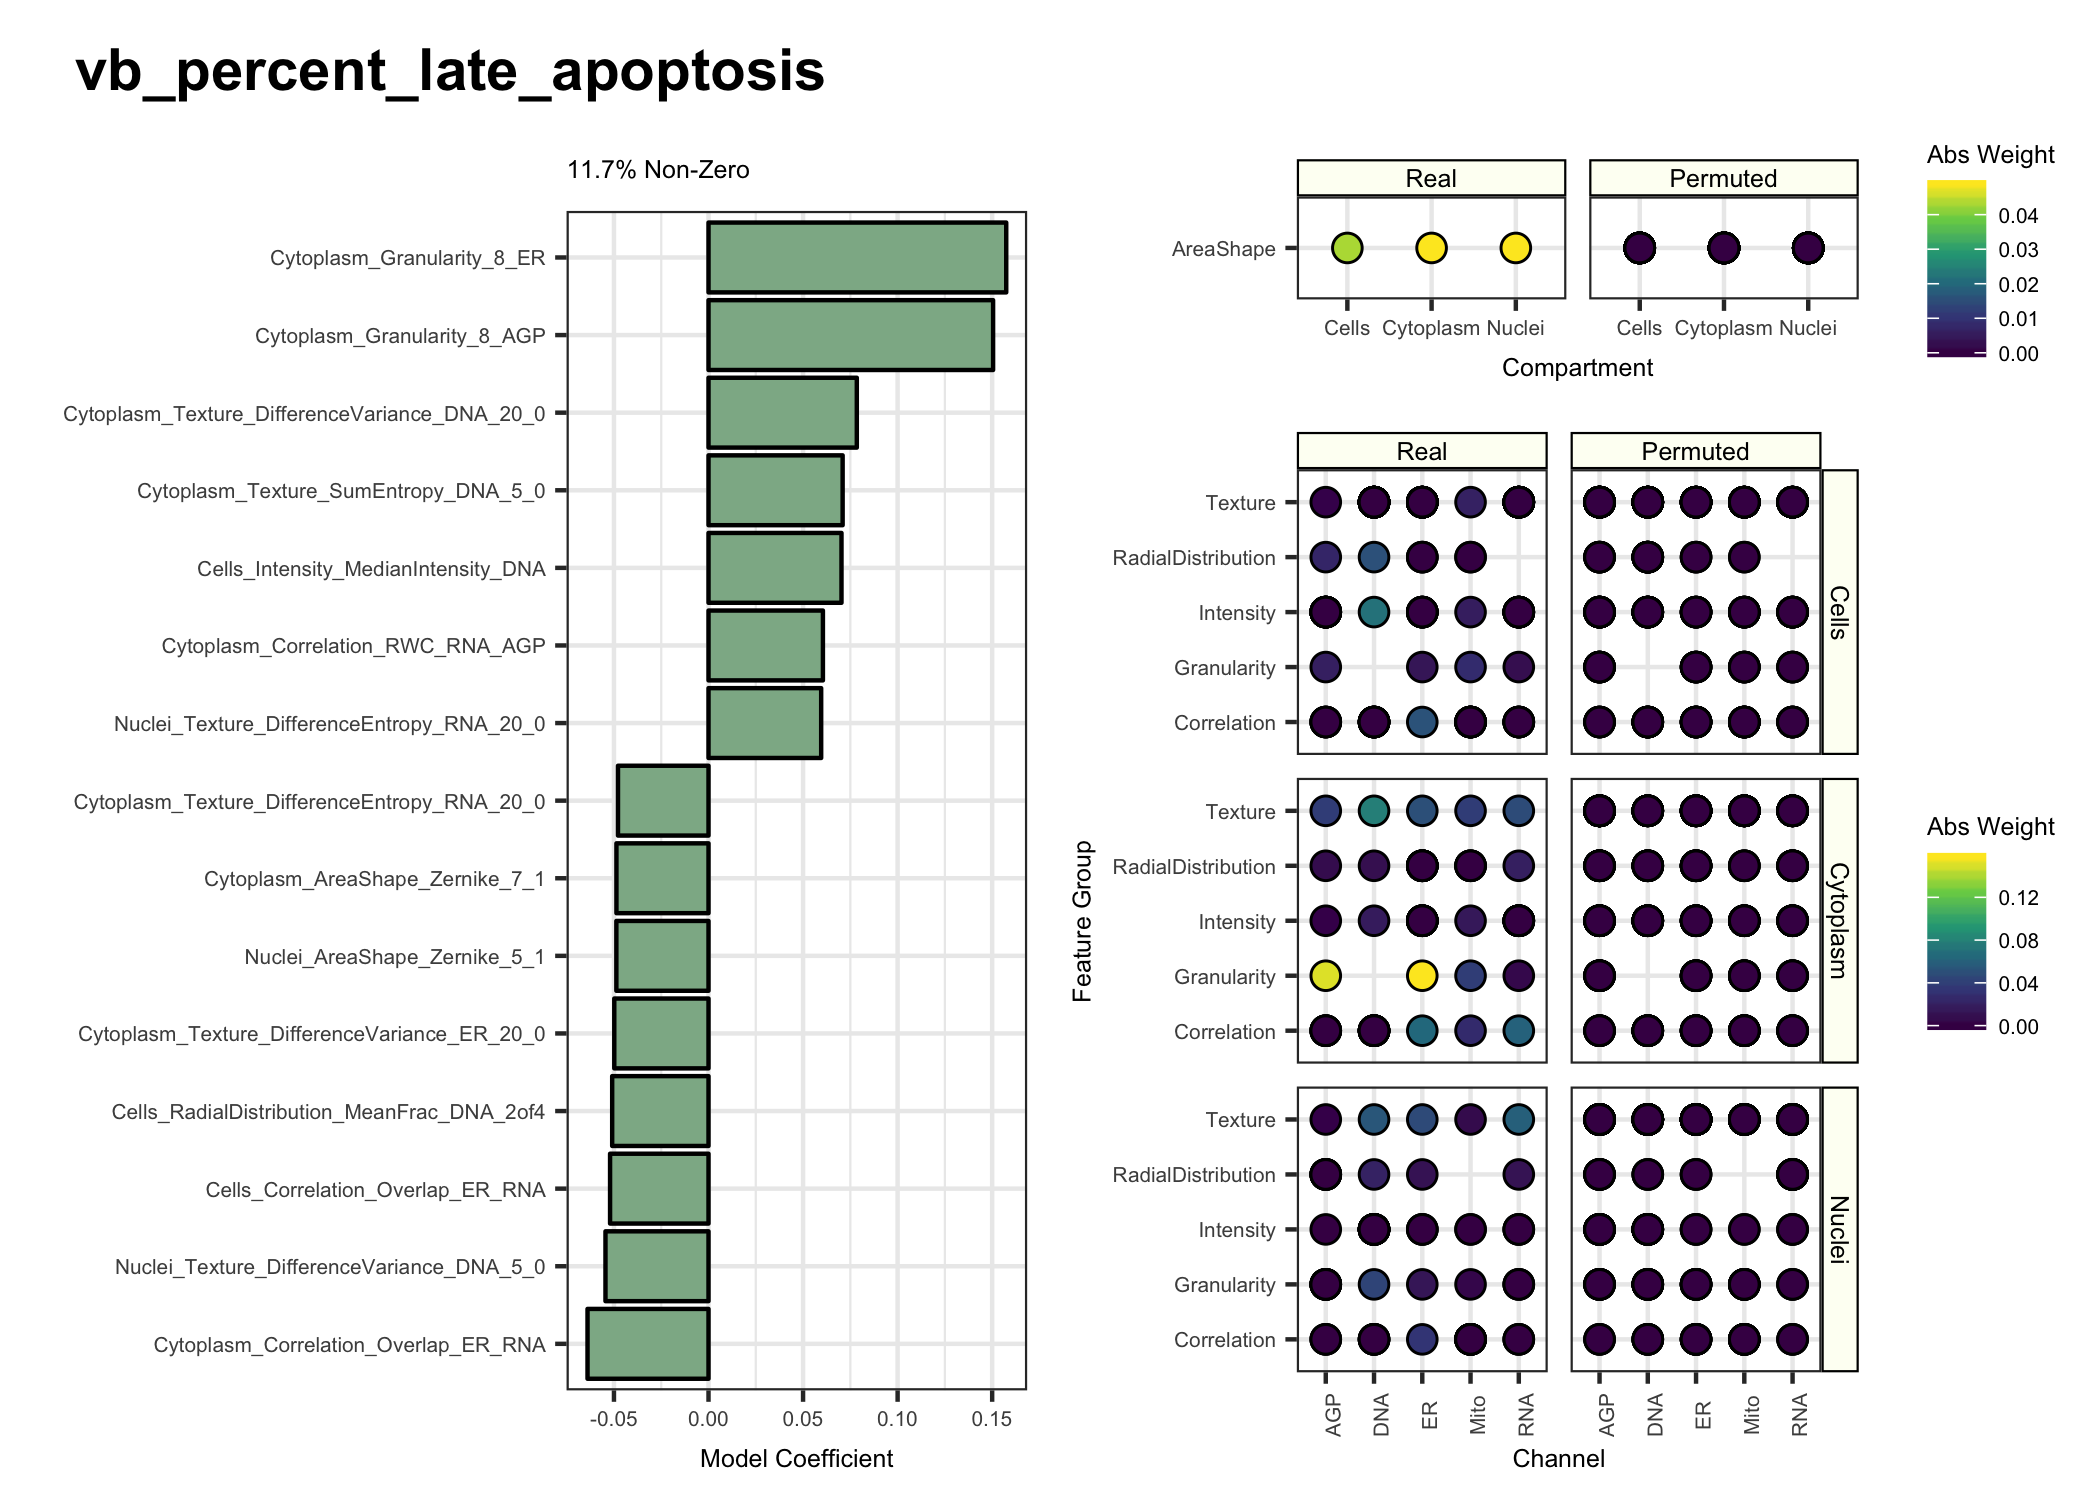 vb_percent_late_apoptosis
11.7% Non-Zero
Cytoplasm_Granularity_8_ER
Cytoplasm_Granularity_8_AGP
Cytoplasm_Texture_DifferenceVariance_DNA_20_0
Cytoplasm_Texture_SumEntropy_DNA_5_0
Cells_Intensity_MedianIntensity_DNA
Cytoplasm_Correlation_RWC_RNA_AGP
Nuclei_Texture_DifferenceEntropy_RNA_20_0
Cytoplasm_Texture_DifferenceEntropy_RNA_20_0
Cytoplasm_AreaShape_Zernike_7_1
Nuclei_AreaShape_Zernike_5_1
Cytoplasm_Texture_DifferenceVariance_ER_20_0
Cells_RadialDistribution_MeanFrac_DNA_2of4
Cells_Correlation_Overlap_ER_RNA
Nuclei_Texture_DifferenceVariance_DNA_5_0
Cytoplasm_Correlation_Overlap_ER_RNA
-0.05 0.00 0.05 0.10 0.15
Model Coefficient
Real Permuted
AreaShape
Cells Cytoplasm Nuclei Cells Cytoplasm Nuclei
Compartment
Abs Weight
0.04
0.03
0.02
0.01
0.00
Real Permuted
Feature Group
Texture
RadialDistribution
Intensity
Granularity
Correlation
Cells
Texture
RadialDistribution
Intensity
Granularity
Correlation
Cytoplasm
Texture
RadialDistribution
Intensity
Granularity
Correlation
Nuclei
AGP DNA ER Mito RNA AGP DNA ER Mito RNA
Channel
Abs Weight
0.12
0.08
0.04
0.00